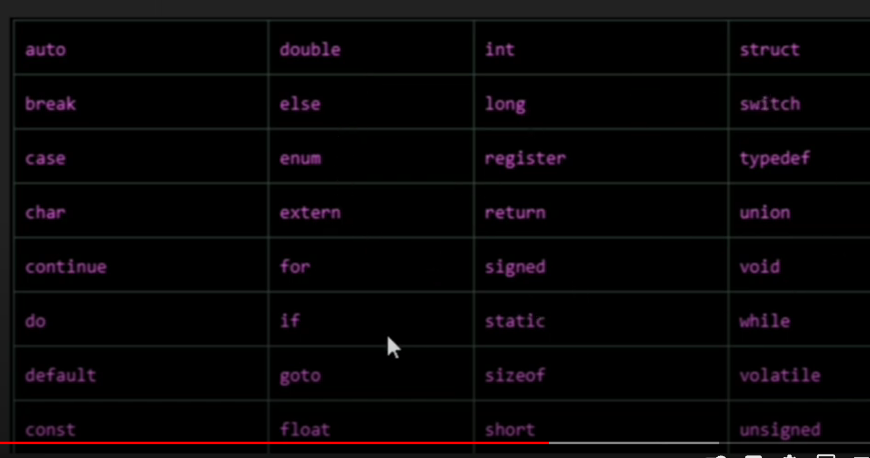 auto double int struct
break else long switch
case enum register typedef
char extern return union
continue for signed void
do if static while
default goto sizeof volatile
const float short unsigned